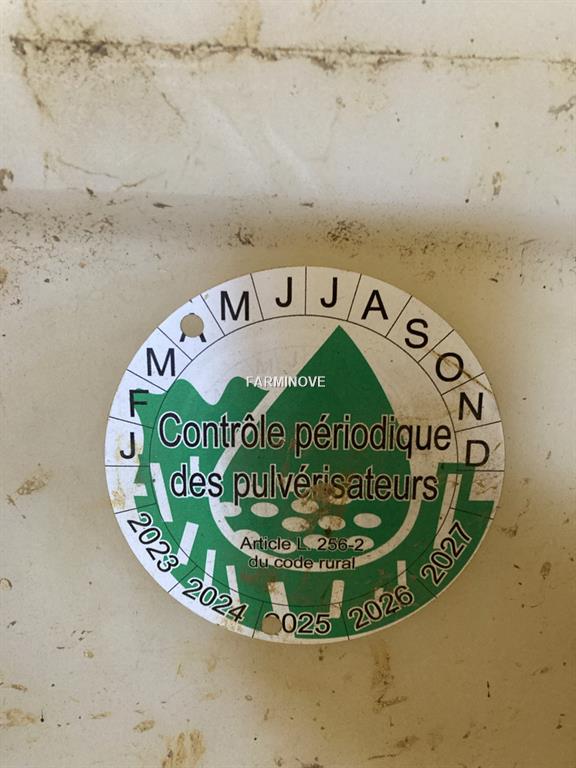 J F M A M J J A S O N D
FARMINOVE
Contrôle périodique
des pulvérisateurs
Article L. 256-2
du code rural
2023 2024 2025 2026 2027